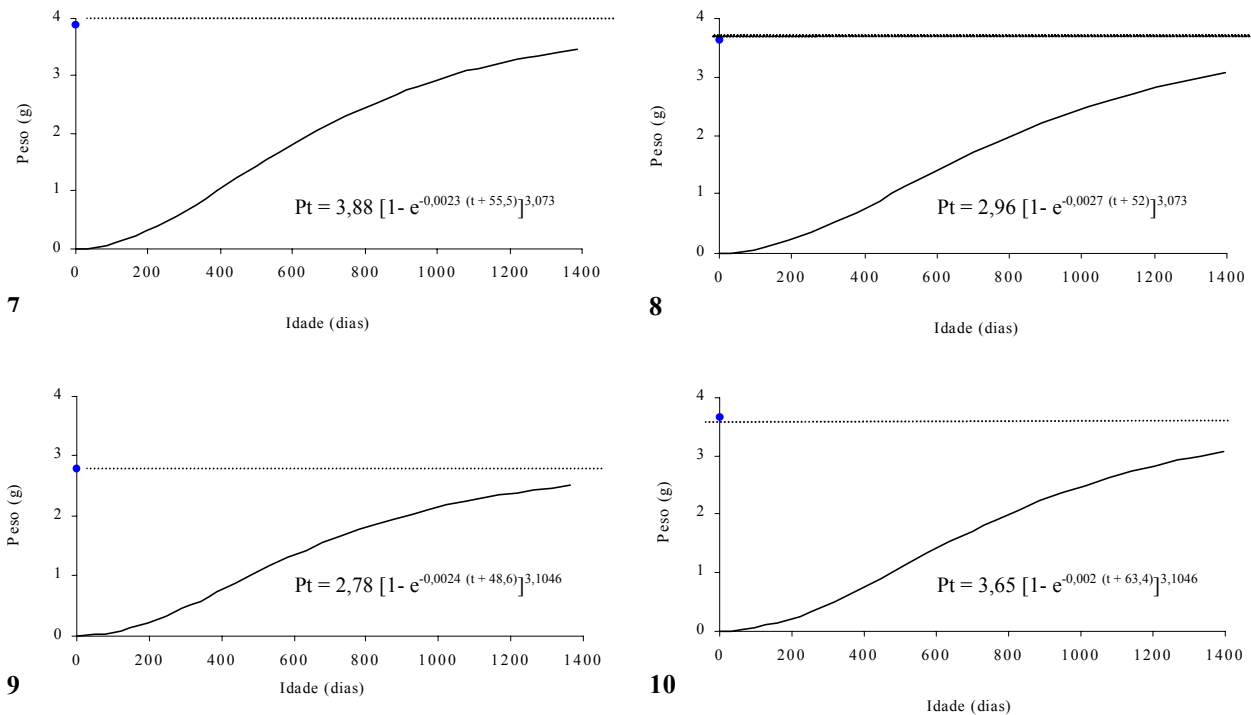 4
3
2
1
0
Peso (g)
Pt = 3,88 [1- e-0,0023 (t + 55,5)]3,073
0 200 400 600 800 1000 1200 1400
Idade (dias)
7
4
3
2
1
0
Peso (g)
Pt = 2,96 [1- e-0,0027 (t + 52)]3,073
0 200 400 600 800 1000 1200 1400
Idade (dias)
8
4
3
2
1
0
Peso (g)
Pt = 2,78 [1- e-0,0024 (t + 48,6)]3,1046
0 200 400 600 800 1000 1200 1400
Idade (dias)
9
4
3
2
1
0
Peso (g)
Pt = 3,65 [1- e-0,002 (t + 63,4)]3,1046
0 200 400 600 800 1000 1200 1400
Idade (dias)
10